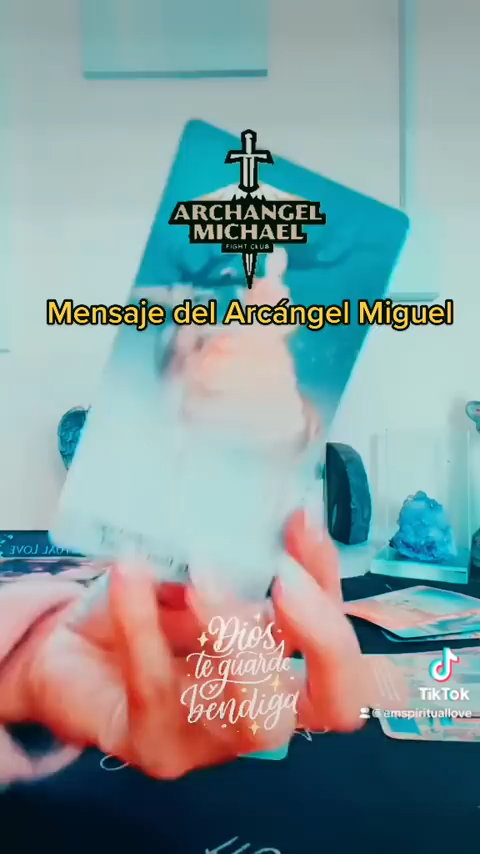 ARCHANGEL
MICHAEL
FIGHT CLUB
Mensaje del Arcángel Miguel
Dios
te guarde
bendiga
TikTok
@amspirituallove